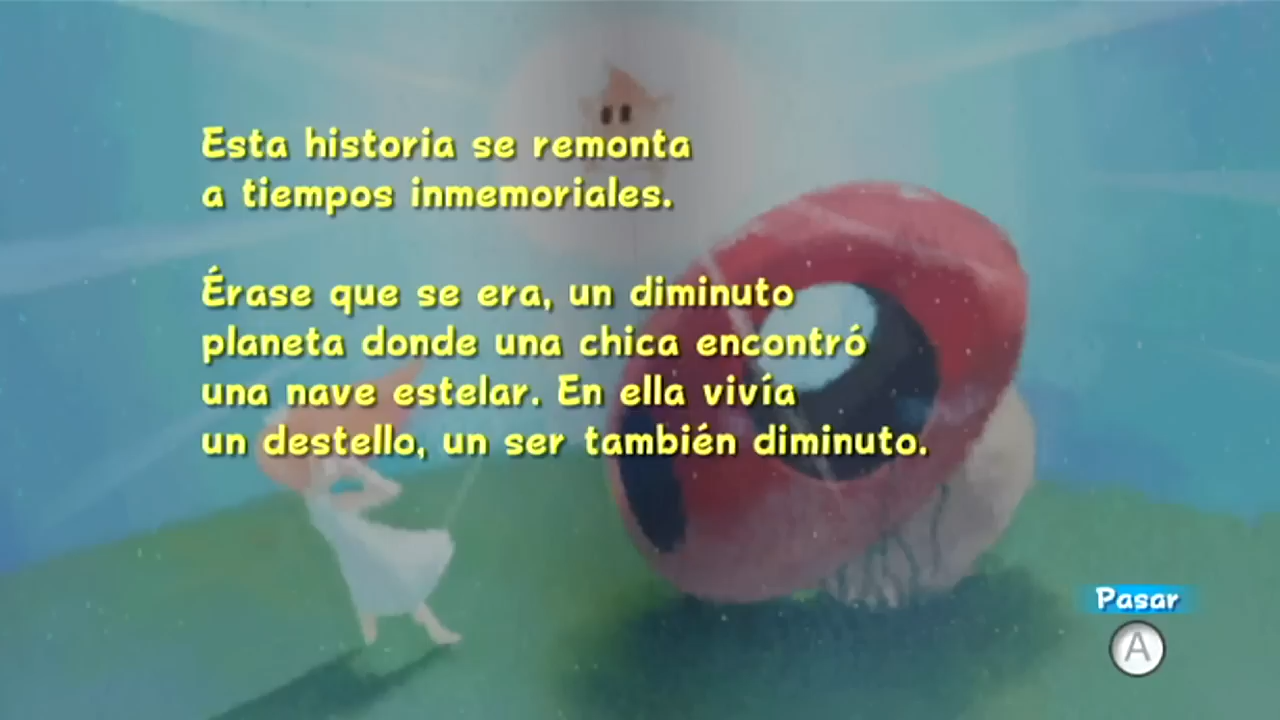 Esta historia se remonta
a tiempos inmemoriales.
Érase que se era, un diminuto
planeta donde una chica encontró
una nave estelar. En ella vivía
un destello, un ser también diminuto.
Pasar
A